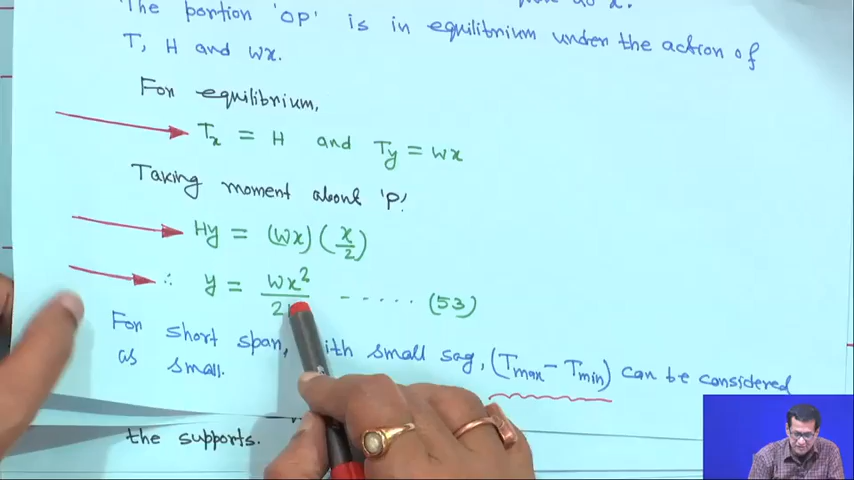 The portion 'OP' is in equilibrium under the action of
T, H and wx.
For equilibrium,
Tx = H and Ty = wx
Taking moment about 'P'.
Hy = (wx)(x/2)
∴ y = wx²/2 ..... (53)
For short span, with small sag, (Tmax - Tmin) can be considered
as small.
the supports.